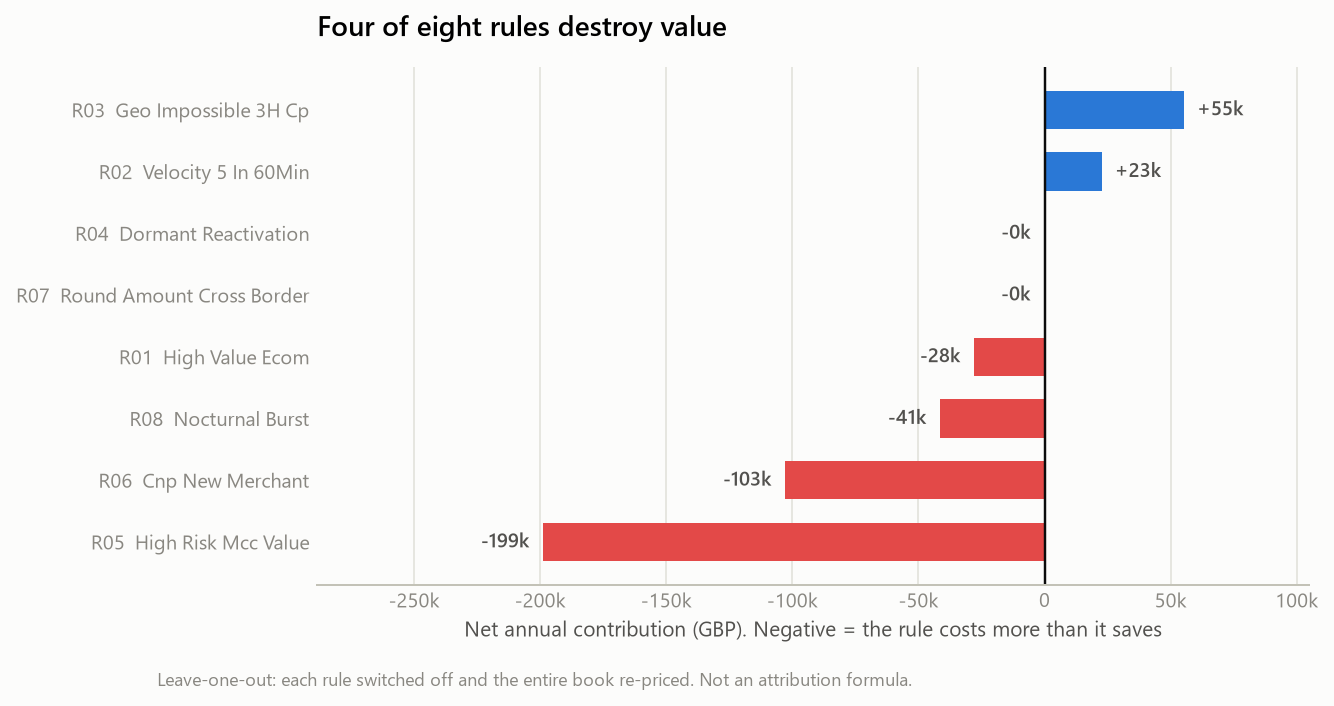 Four of eight rules destroy value
R03 Geo Impossible 3H Cp
+55k
R02 Velocity 5 In 60Min
+23k
R04 Dormant Reactivation
-0k
R07 Round Amount Cross Border
-0k
R01 High Value Ecom
-28k
R08 Nocturnal Burst
-41k
R06 Cnp New Merchant
-103k
R05 High Risk Mcc Value
-199k
-250k -200k -150k -100k -50k 0 50k 100k
Net annual contribution (GBP). Negative = the rule costs more than it saves
Leave-one-out: each rule switched off and the entire book re-priced. Not an attribution formula.